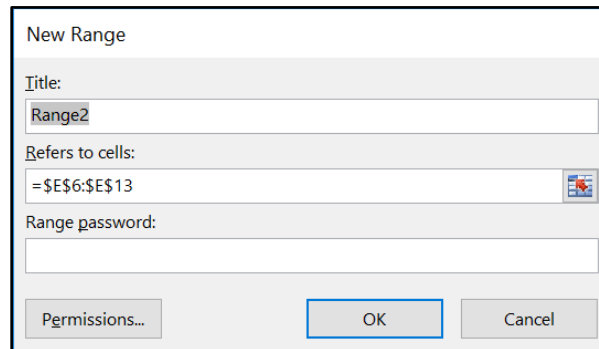 New Range
Title:
Range2
Refers to cells:
=$E$6:$E$13
Range password:
Permissions...
OK
Cancel